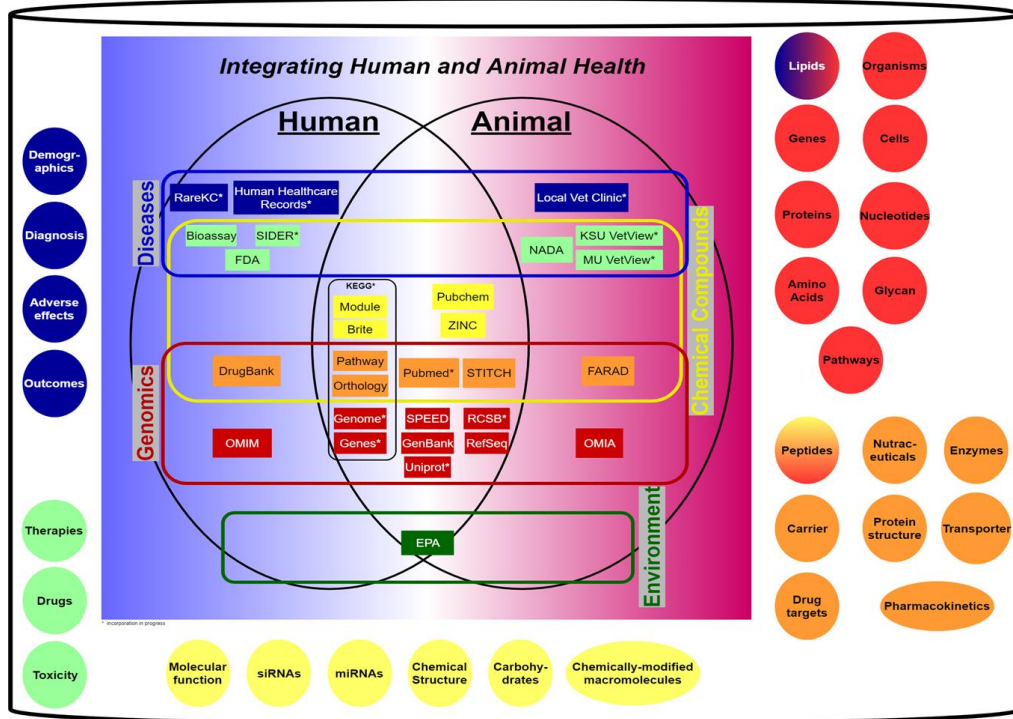 Integrating Human and Animal Health
Human
Animal
Diseases
Chemical Compounds
Genomics
Environment
RareKC*
Human Healthcare
Records*
Local Vet Clinic*
Bioassay
SIDER*
FDA
NADA
KSU VetView*
MU VetView*
KEGG*
Module
Brite
Pubchem
ZINC
DrugBank
Pathway
Orthology
Pubmed*
STITCH
FARAD
OMIM
Genome*
Genes*
SPEED
GenBank
Uniprot*
RCSB*
RefSeq
OMIA
EPA
* incorporation in progress
Demogr-
aphics
Diagnosis
Adverse
effects
Outcomes
Therapies
Drugs
Toxicity
Molecular
function
siRNAs
miRNAs
Chemical
Structure
Carbohy-
drates
Chemically-modified
macromolecules
Lipids
Organisms
Genes
Cells
Proteins
Nucleotides
Amino
Acids
Glycan
Pathways
Peptides
Nutrac-
euticals
Enzymes
Carrier
Protein
structure
Transporter
Drug
targets
Pharmacokinetics